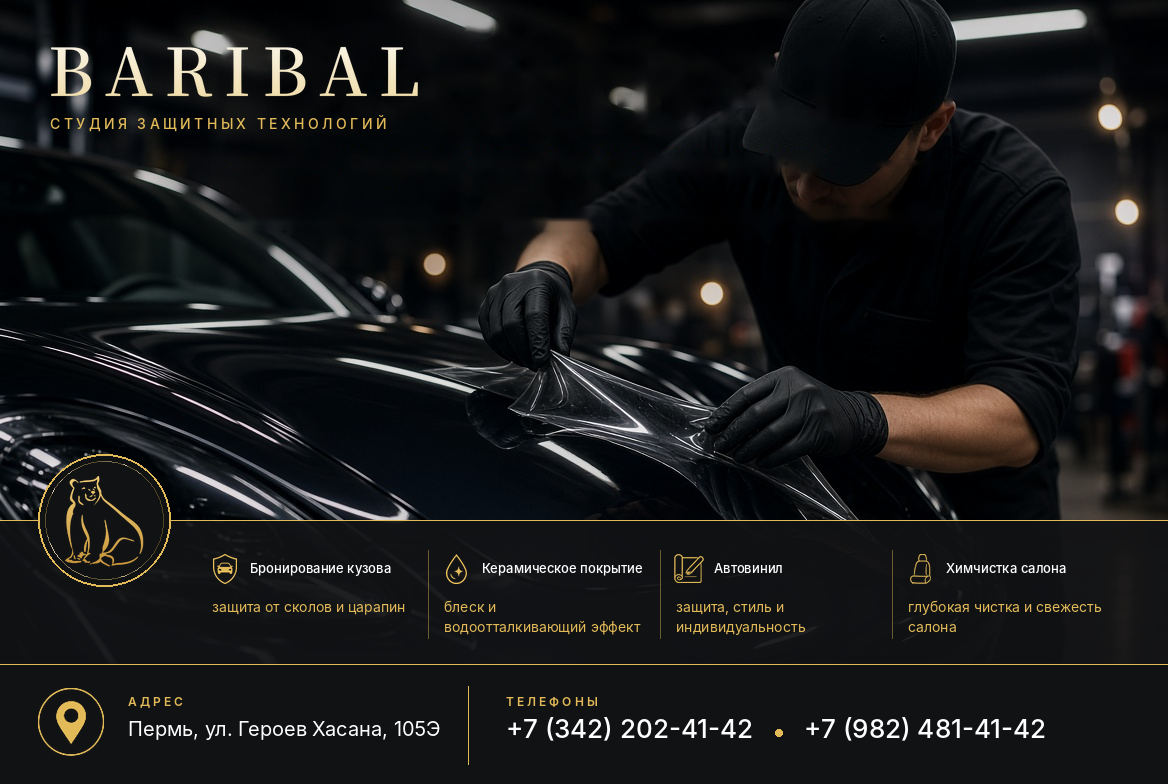 BARIBAL
СТУДИЯ ЗАЩИТНЫХ ТЕХНОЛОГИЙ
Бронирование кузова
защита от сколов и царапин
Керамическое покрытие
блеск и
водоотталкивающий эффект
Автовинил
защита, стиль и
индивидуальность
Химчистка салона
глубокая чистка и свежесть
салона
АДРЕС
Пермь, ул. Героев Хасана, 105Э
ТЕЛЕФОНЫ
+7 (342) 202-41-42 • +7 (982) 481-41-42